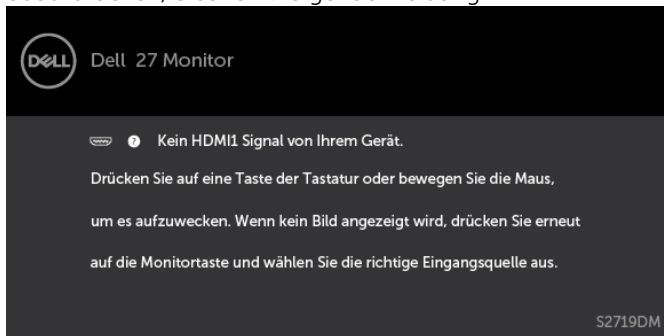 DELL
Dell 27 Monitor
Kein HDMI1 Signal von Ihrem Gerät.
Drücken Sie auf eine Taste der Tastatur oder bewegen Sie die Maus,
um es aufzuwecken. Wenn kein Bild angezeigt wird, drücken Sie erneut
auf die Monitortaste und wählen Sie die richtige Eingangsquelle aus.
S2719DM